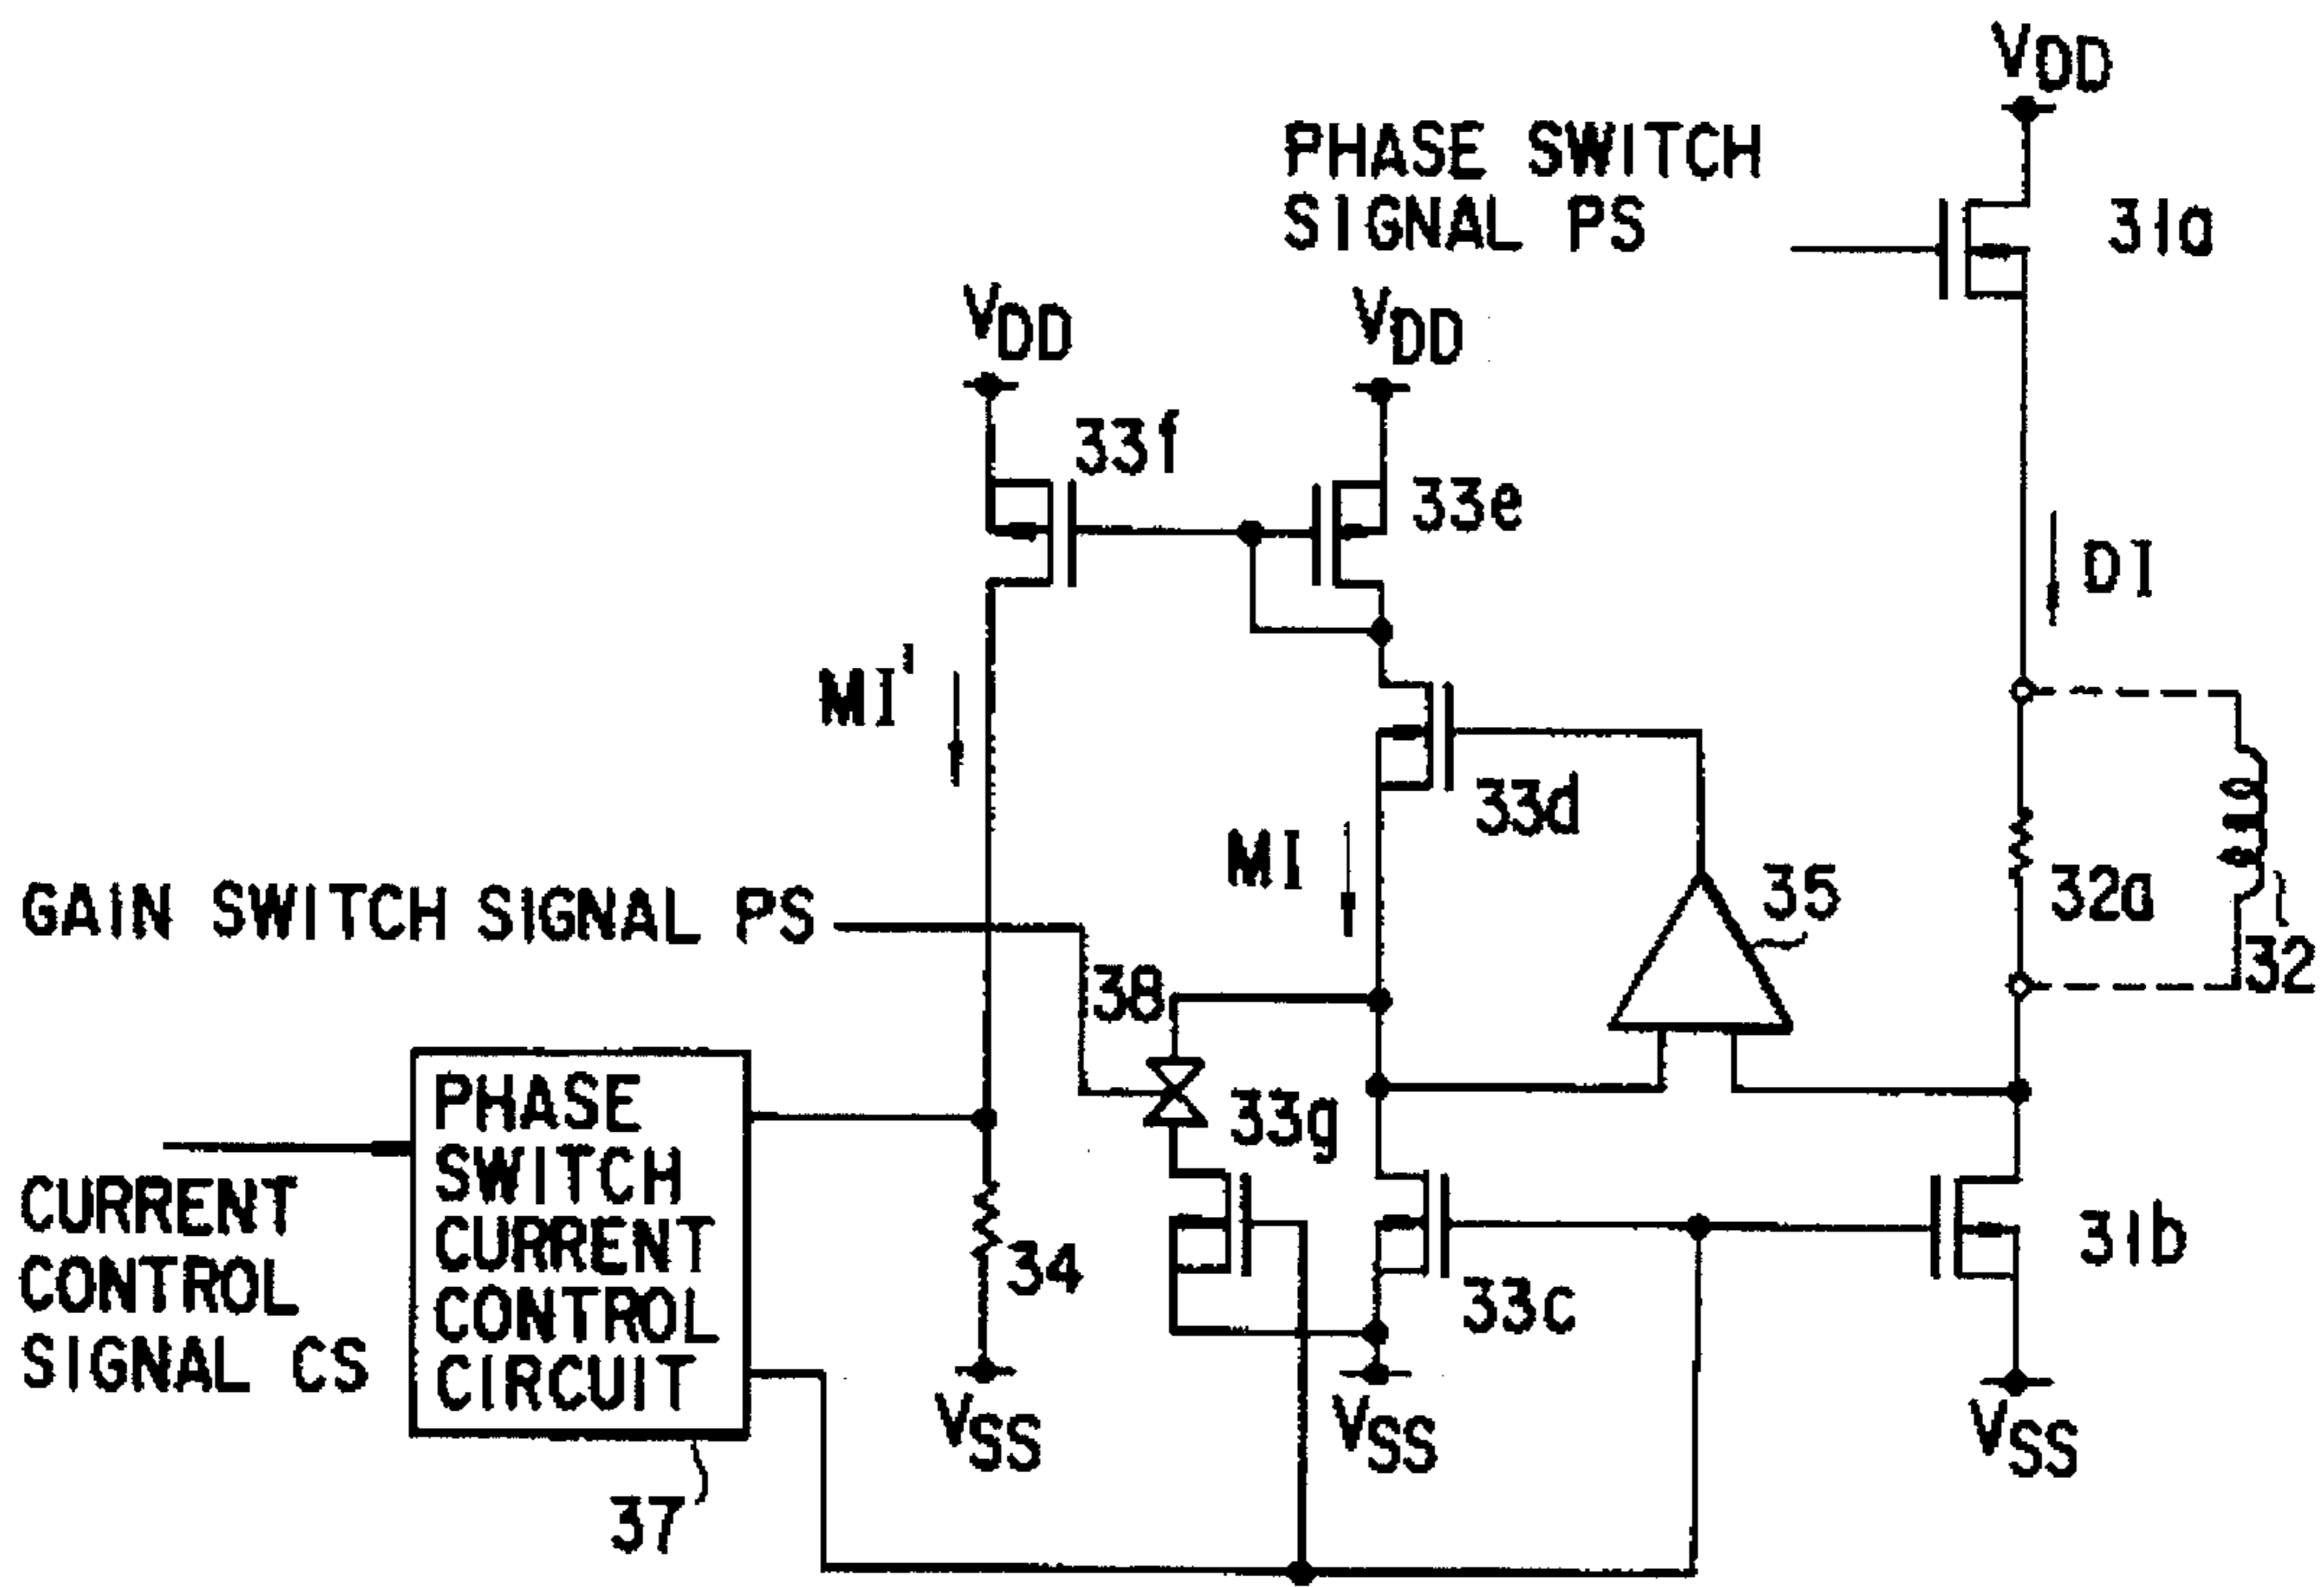 VDD
PHASE SWITCH
SIGNAL PS
31a
VDD
VDD
33f
33e
DI
MI'
33d
MI
35
32a
GAIN SWITCH SIGNAL PS
38
32
PHASE
SWITCH
CURRENT
CONTROL
CIRCUIT
33g
CURRENT
CONTROL
SIGNAL CS
34
33c
31b
VSS
VSS
VSS
37